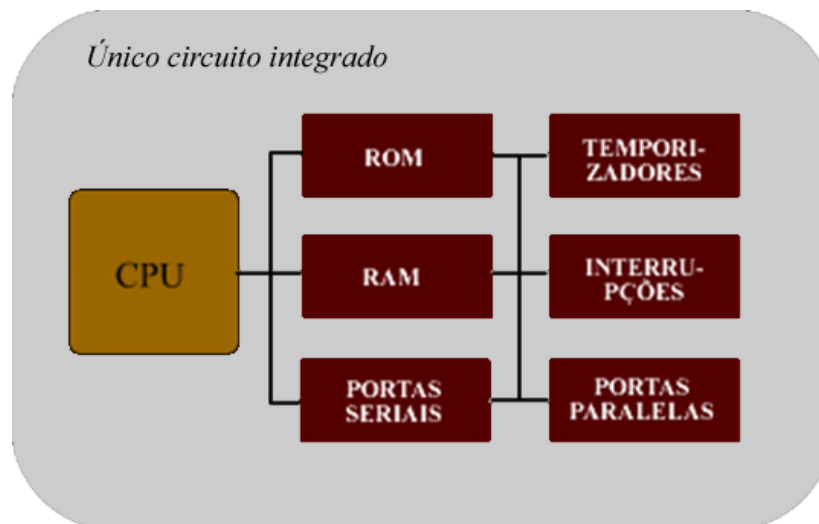 Único circuito integrado
CPU
ROM
RAM
PORTAS
SERIAIS
TEMPORI-
ZADORES
INTERRU-
PÇÕES
PORTAS
PARALELAS